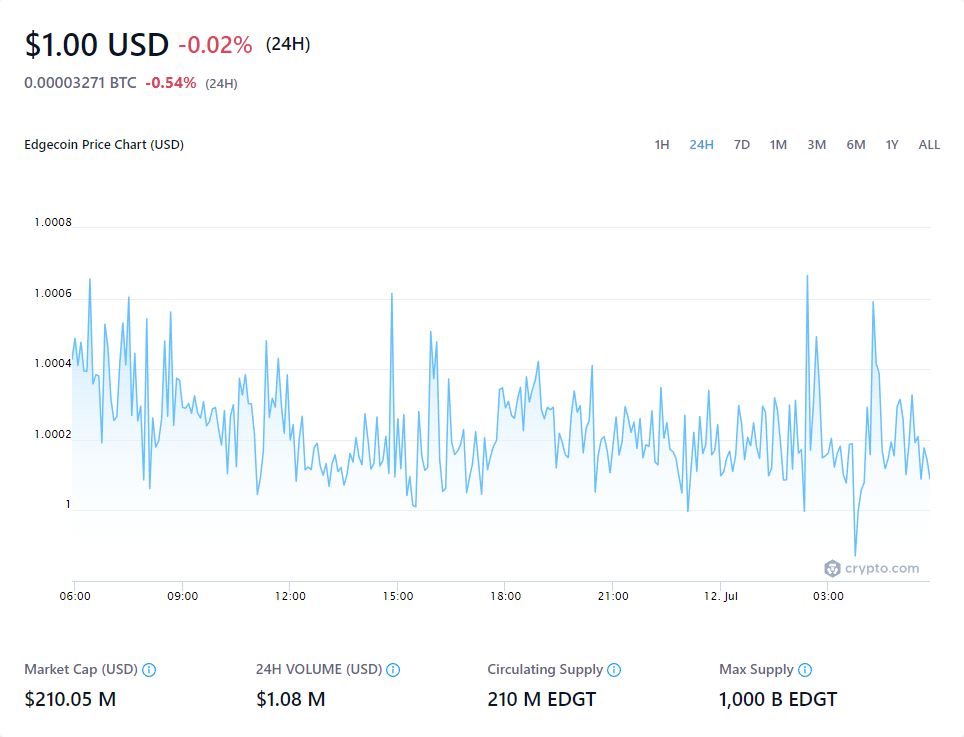 $1.00 USD -0.02% (24H)
0.00003271 BTC -0.54% (24H)
Edgecoin Price Chart (USD) 1H 24H 7D 1M 3M 6M 1Y ALL
1.0008
1.0006
1.0004
1.0002
1
crypto.com
06:00 09:00 12:00 15:00 18:00 21:00 12. Jul 03:00
Market Cap (USD) 24H VOLUME (USD) Circulating Supply Max Supply
$210.05 M $1.08 M 210 M EDGT 1,000 B EDGT